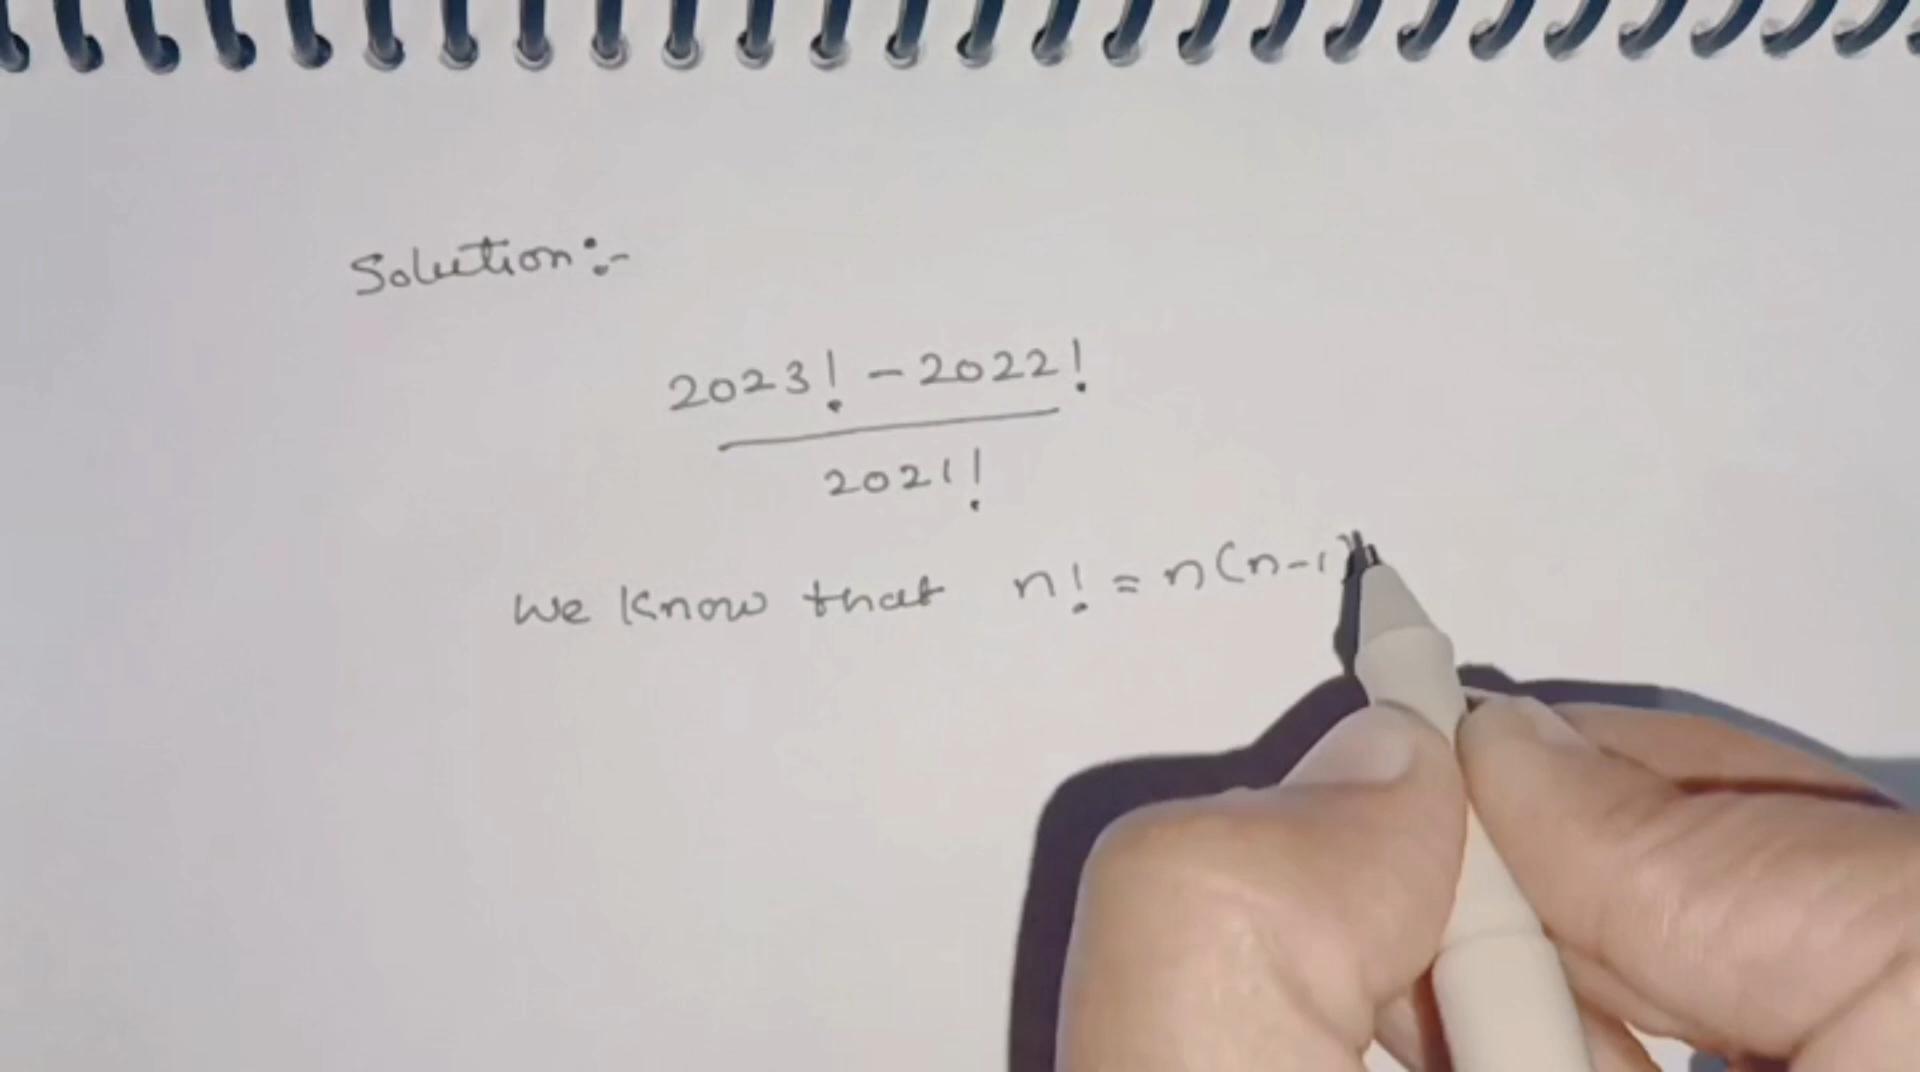 Solution:-
2023! - 2022!
2021!
We know that n! = n(n-1)